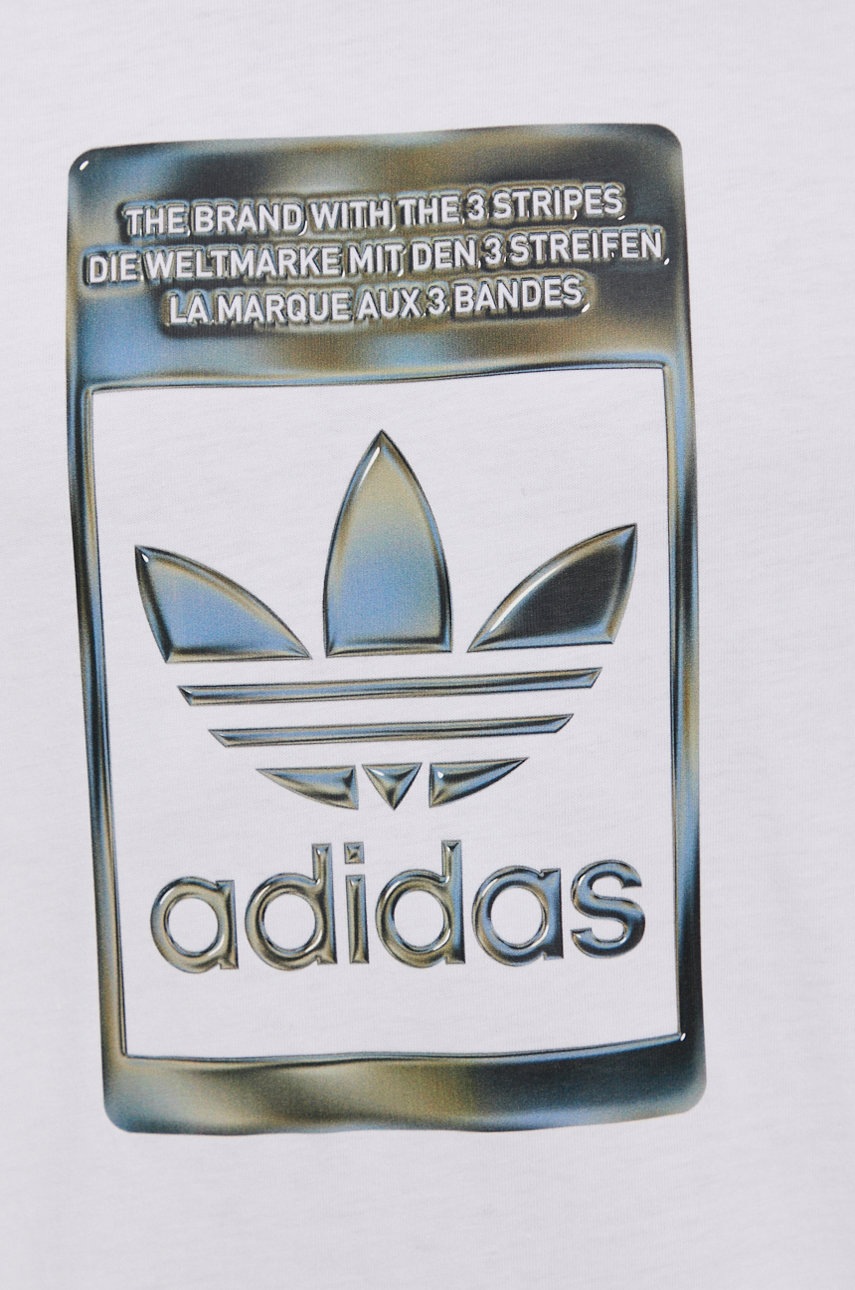 THE BRAND WITH THE 3 STRIPES
DIE WELTMARKE MIT DEN 3 STREIFEN
LA MARQUE AUX 3 BANDES
adidas